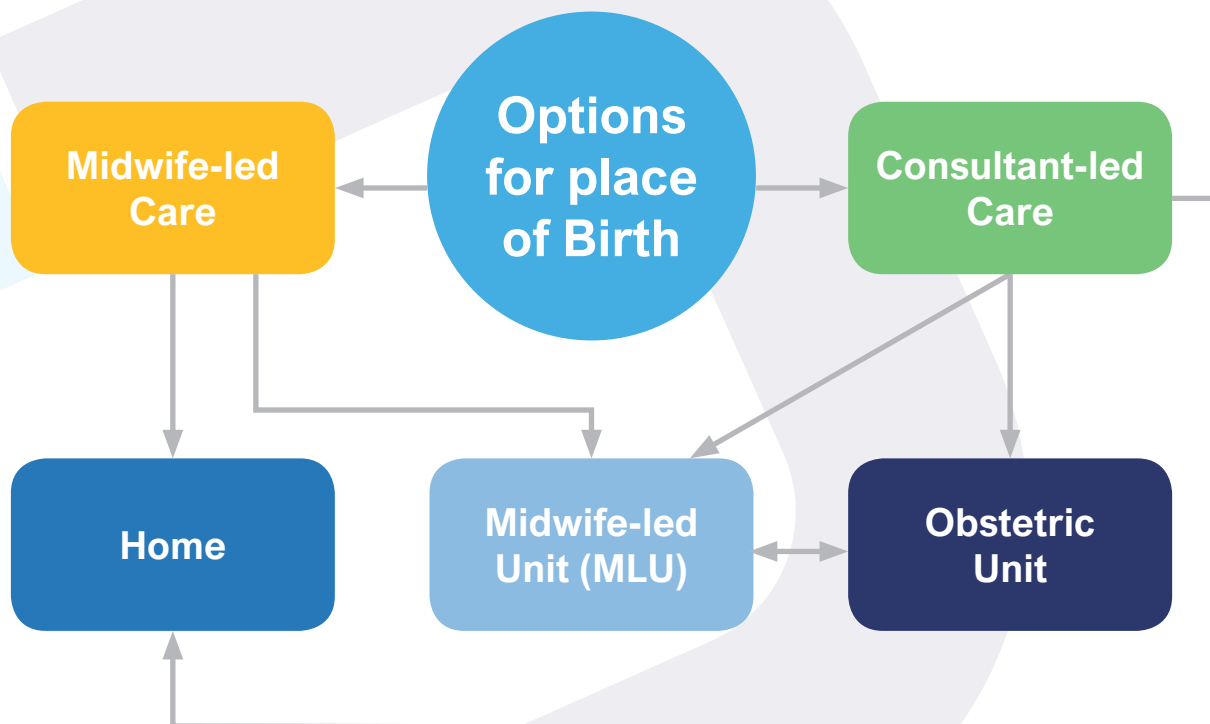 Options
for place
of Birth
Midwife-led
Care
Consultant-led
Care
Home
Midwife-led
Unit (MLU)
Obstetric
Unit